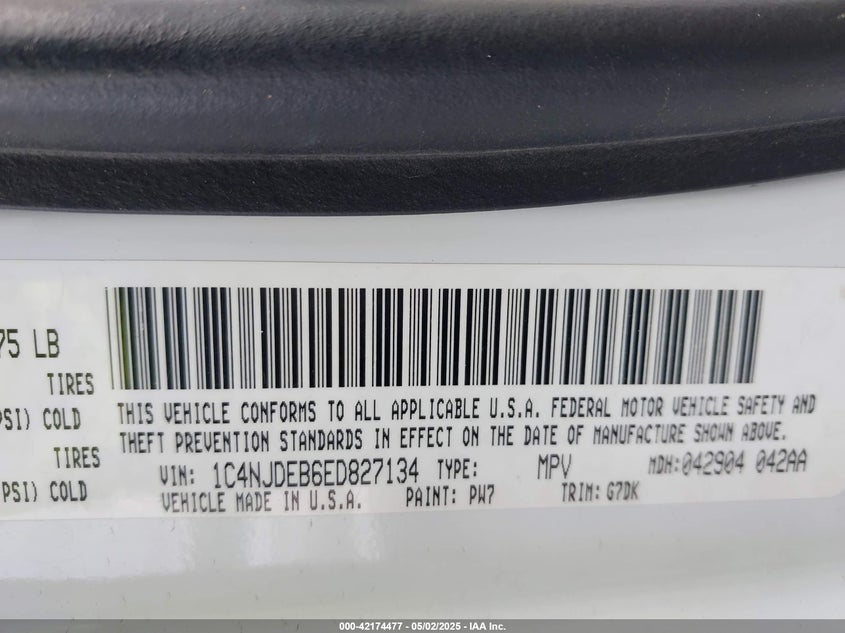 75 LB
TIRES
PSI) COLD
TIRES
PSI) COLD
THIS VEHICLE CONFORMS TO ALL APPLICABLE U.S.A. FEDERAL MOTOR VEHICLE SAFETY AND
THEFT PREVENTION STANDARDS IN EFFECT ON THE DATE OF MANUFACTURE SHOWN ABOVE.
VIN: 1C4NJDEB6ED827134 TYPE: MPV MDH:042904 042AA
VEHICLE MADE IN U.S.A. PAINT: PW7 TRIM: G7DK
000-42174477 - 05/02/2025 - IAA Inc.